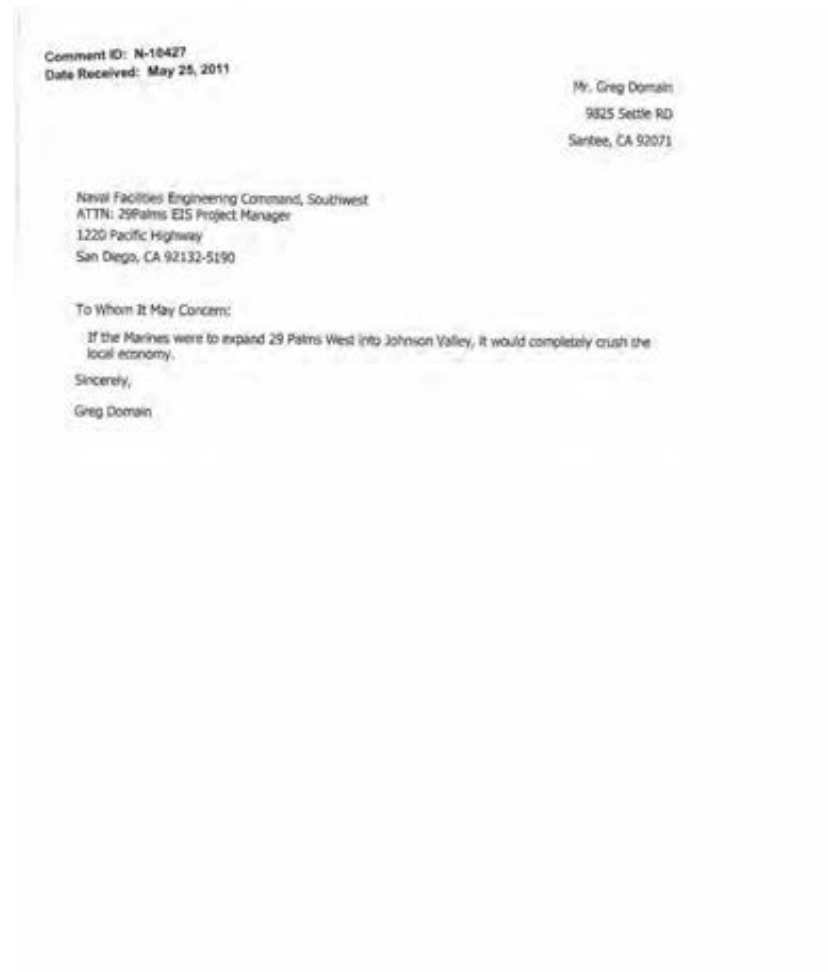 Comment ID: N-10427
Date Received: May 25, 2011
Mr. Greg Domain
9825 Settle RD
Santee, CA 92071
Naval Facilities Engineering Command, Southwest
ATTN: 29Palms EIS Project Manager
1220 Pacific Highway
San Diego, CA 92132-5190
To Whom It May Concern:
If the Marines were to expand 29 Palms West into Johnson Valley, it would completely crush the
local economy.
Sincerely,
Greg Domain